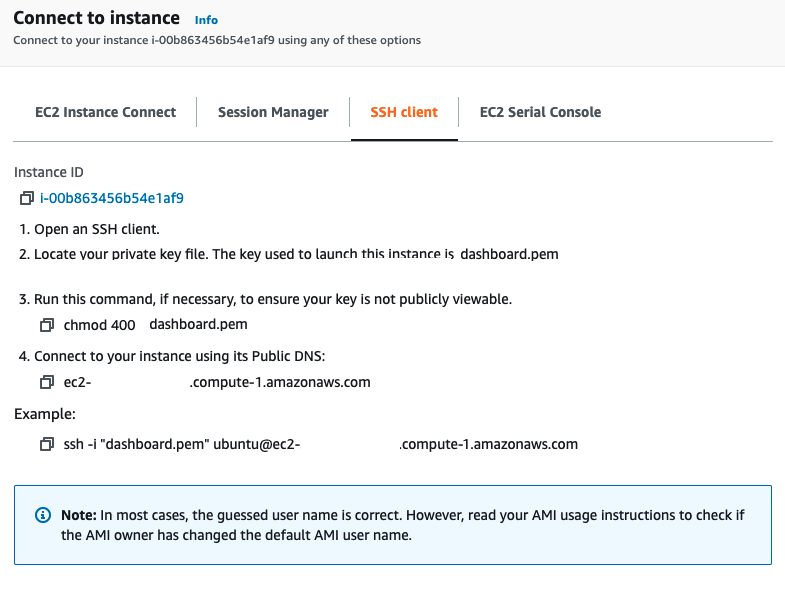 Connect to instance Info
Connect to your instance i-00b863456b54e1af9 using any of these options
EC2 Instance Connect
Session Manager
SSH client
EC2 Serial Console
Instance ID
i-00b863456b54e1af9
1. Open an SSH client.
2. Locate your private key file. The key used to launch this instance is dashboard.pem
3. Run this command, if necessary, to ensure your key is not publicly viewable.
chmod 400 dashboard.pem
4. Connect to your instance using its Public DNS:
ec2- .compute-1.amazonaws.com
Example:
ssh -i "dashboard.pem" ubuntu@ec2- .compute-1.amazonaws.com
Note: In most cases, the guessed user name is correct. However, read your AMI usage instructions to check if
the AMI owner has changed the default AMI user name.